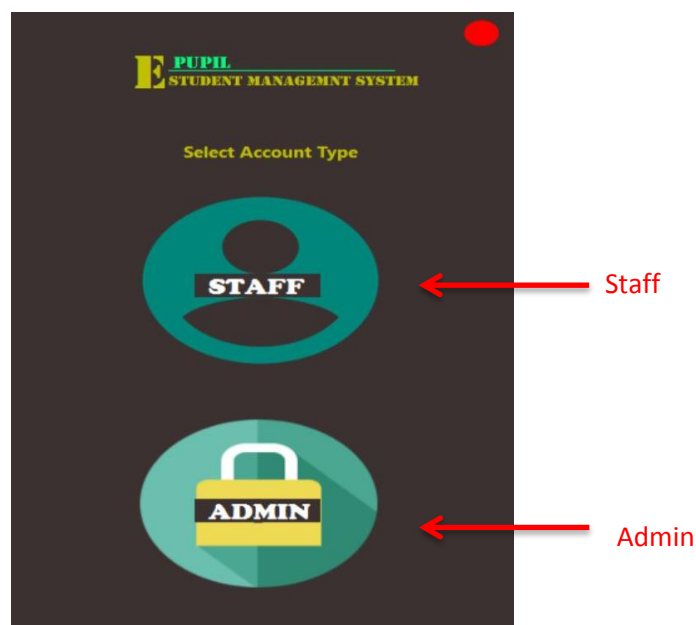 E PUPIL
STUDENT MANAGEMNT SYSTEM
Select Account Type
STAFF
Staff
ADMIN
Admin